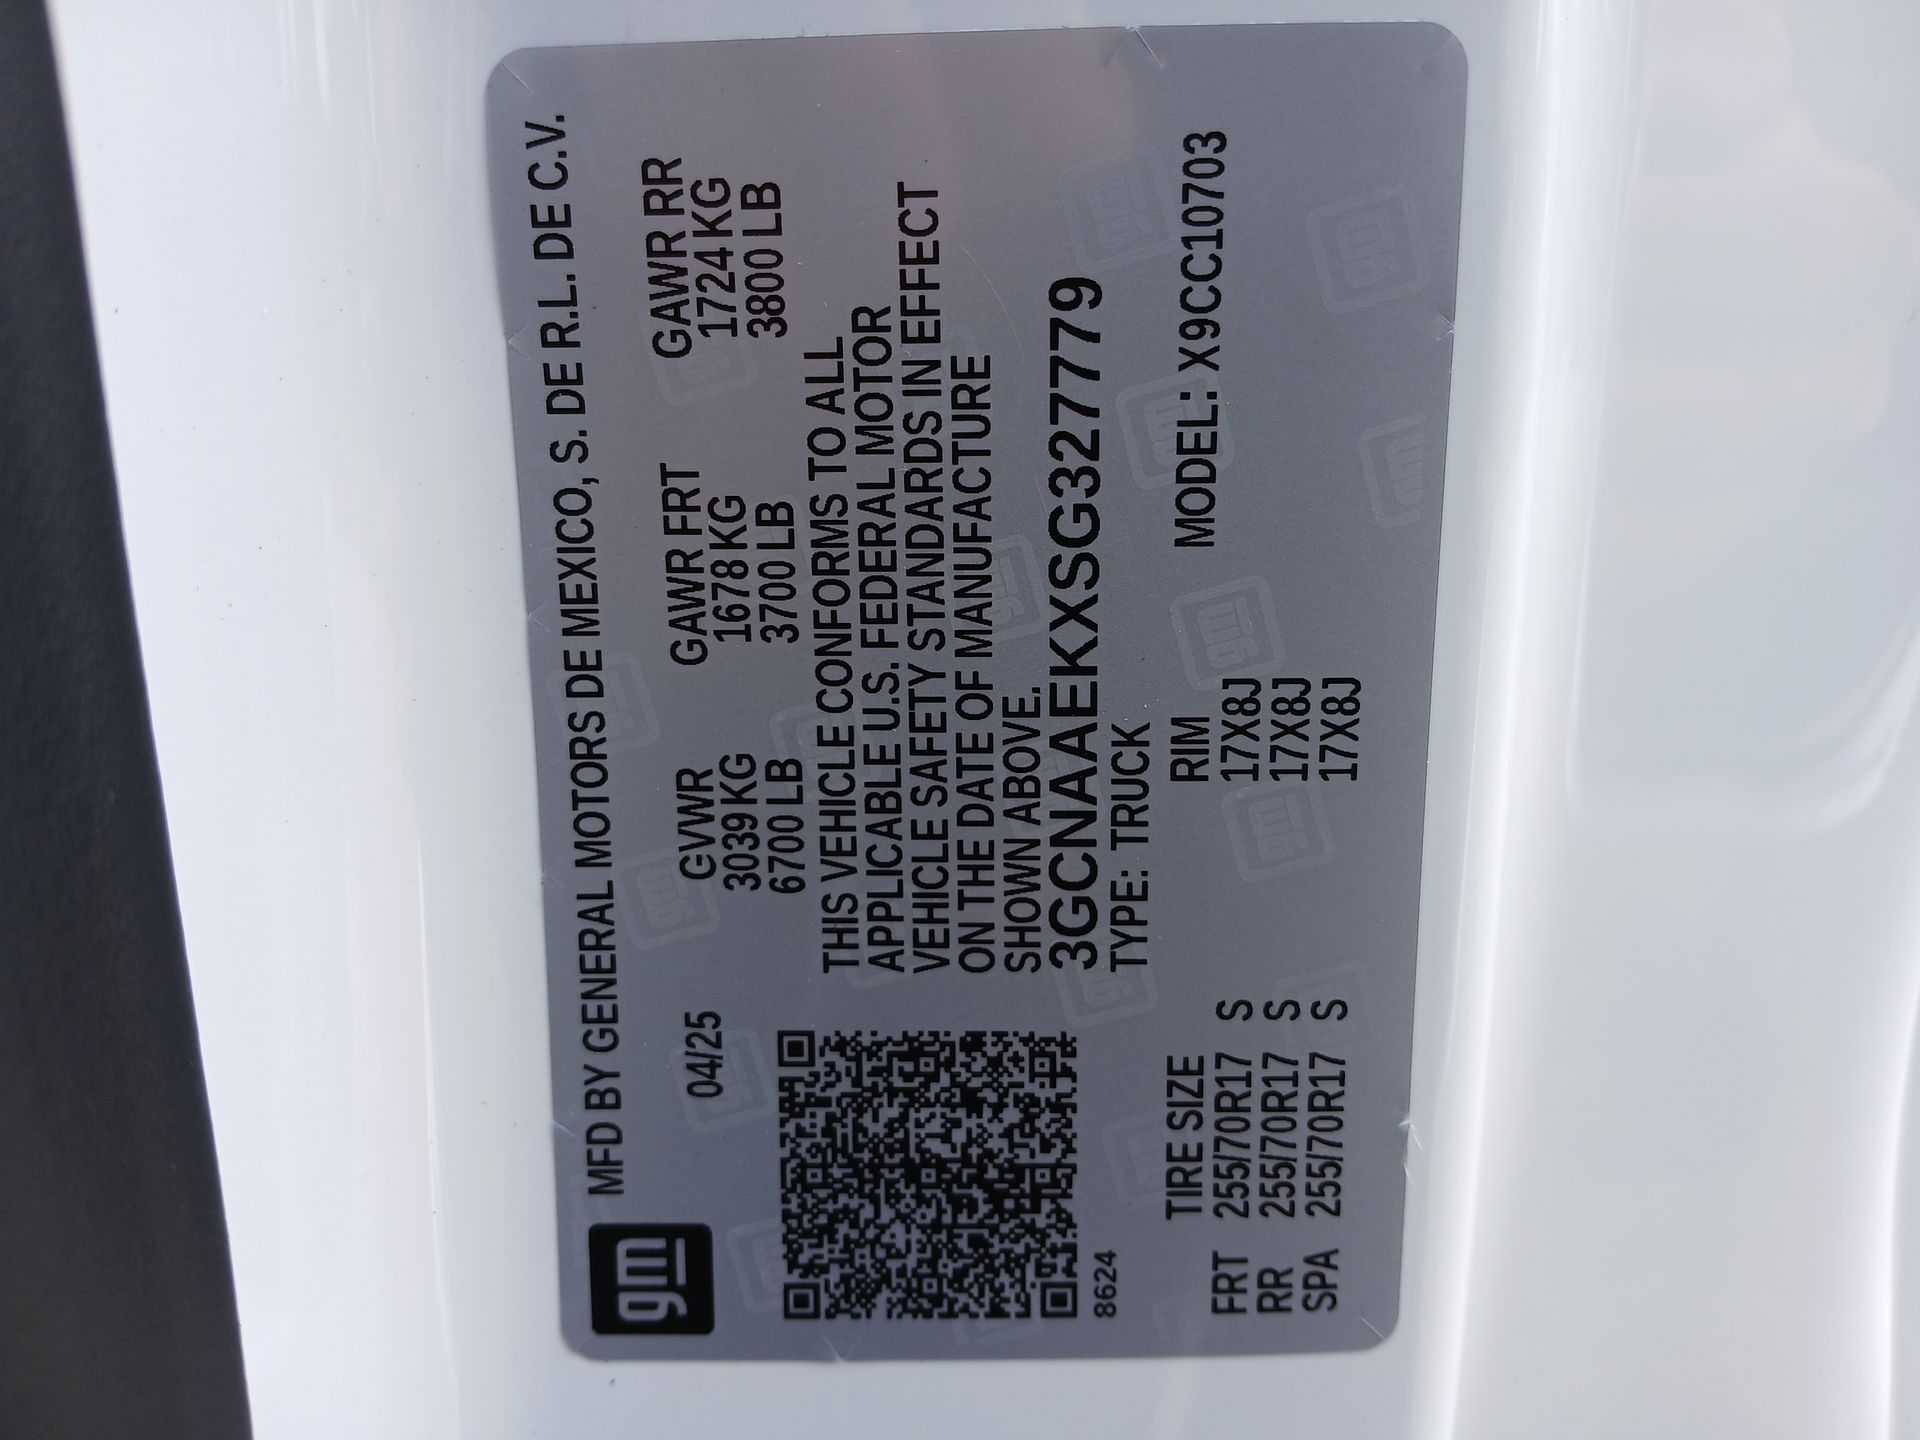 gm
MFD BY GENERAL MOTORS DE MEXICO, S. DE R.L. DE C.V.
04/25
GVWR GAWR FRT GAWR RR
3039 KG 1678 KG 1724 KG
6700 LB 3700 LB 3800 LB
THIS VEHICLE CONFORMS TO ALL
APPLICABLE U.S. FEDERAL MOTOR
VEHICLE SAFETY STANDARDS IN EFFECT
ON THE DATE OF MANUFACTURE
SHOWN ABOVE.
3GCNAAEKXSG327779
8624
TYPE: TRUCK
MODEL: X9CC10703
TIRE SIZE RIM
FRT 255/70R17 S 17X8J
RR 255/70R17 S 17X8J
SPA 255/70R17 S 17X8J